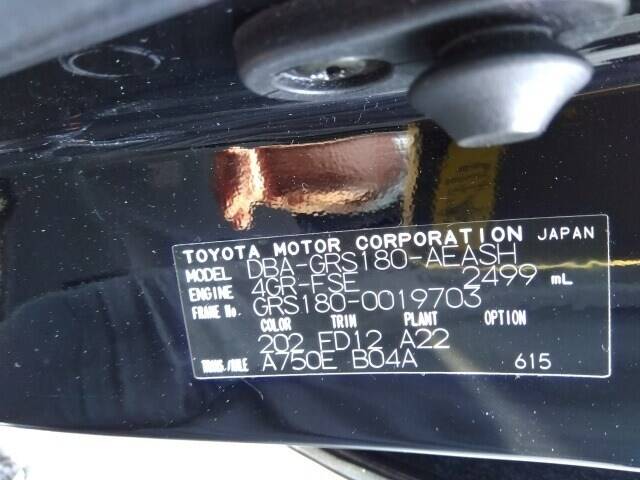 TOYOTA MOTOR CORPORATION JAPAN
MODEL DBA-GRS180-AEASH
ENGINE 4GR-FSE 2499 mL
FRAME No. GRS180-0019703
COLOR TRIM PLANT OPTION
202 FD12 A22
TRANS./AXLE A750E B04A 615